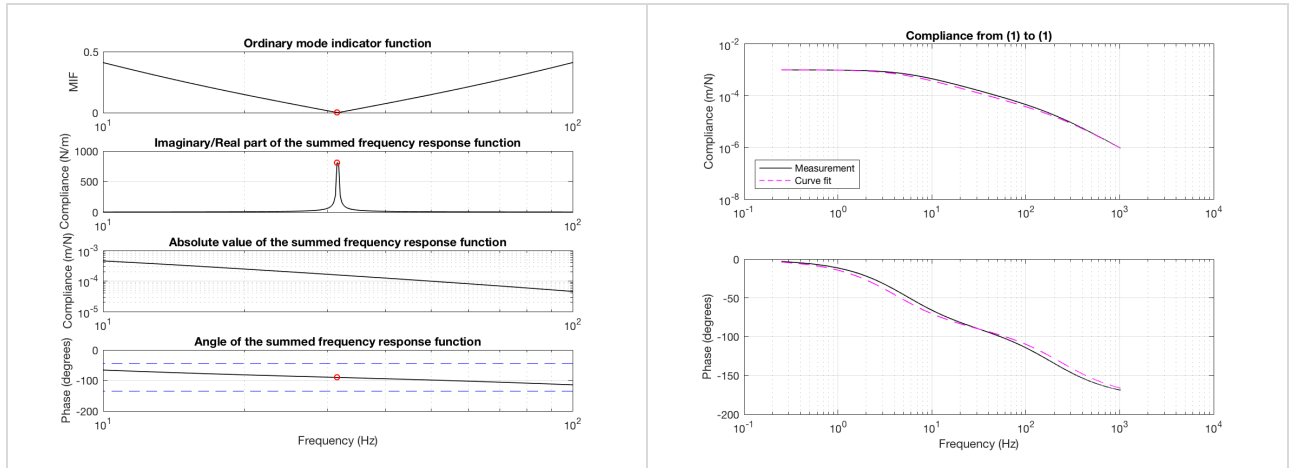 Ordinary mode indicator function
0.5
MIF
0
10^1
10^2
Imaginary/Real part of the summed frequency response function
1000
Compliance (N/m)
500
0
10^1
10^2
Absolute value of the summed frequency response function
10^-3
Compliance (m/N)
10^-4
10^-5
10^1
10^2
Angle of the summed frequency response function
0
Phase (degrees)
-100
-200
10^1
10^2
Frequency (Hz)
Compliance from (1) to (1)
10^-2
Compliance (m/N)
10^-4
10^-6
Measurement
Curve fit
10^-8
10^-1
10^0
10^1
10^2
10^3
10^4
0
Phase (degrees)
-50
-100
-150
-200
10^-1
10^0
10^1
10^2
10^3
10^4
Frequency (Hz)